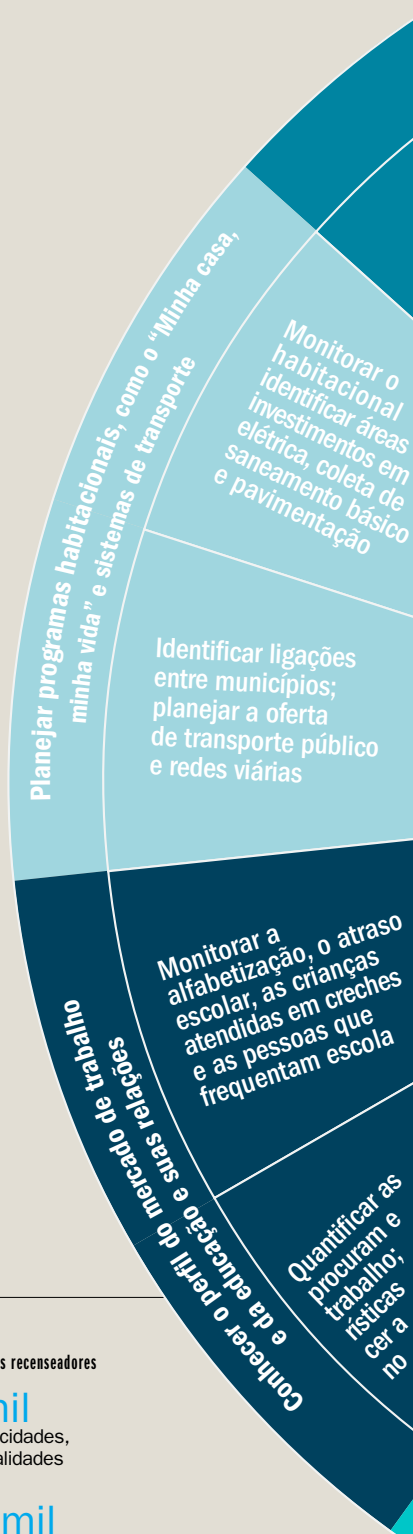 Planejar programas habitacionais, como o “Minha casa,
minha vida” e sistemas de transporte
Monitorar o
habitacional
identificar áreas
investimentos em
elétrica, coleta de
saneamento básico
e pavimentação
Identificar ligações
entre municípios;
planejar a oferta
de transporte público
e redes viárias
Conhecer o perfil do mercado de trabalho
e da educação e suas relações
Monitorar a
alfabetização, o atraso
escolar, as crianças
atendidas em creches
e as pessoas que
frequentam escola
Quantificar as
procuram e
trabalho;
rísticas
cer a
no
s recenseadores
mil
cidades,
alidades
mil